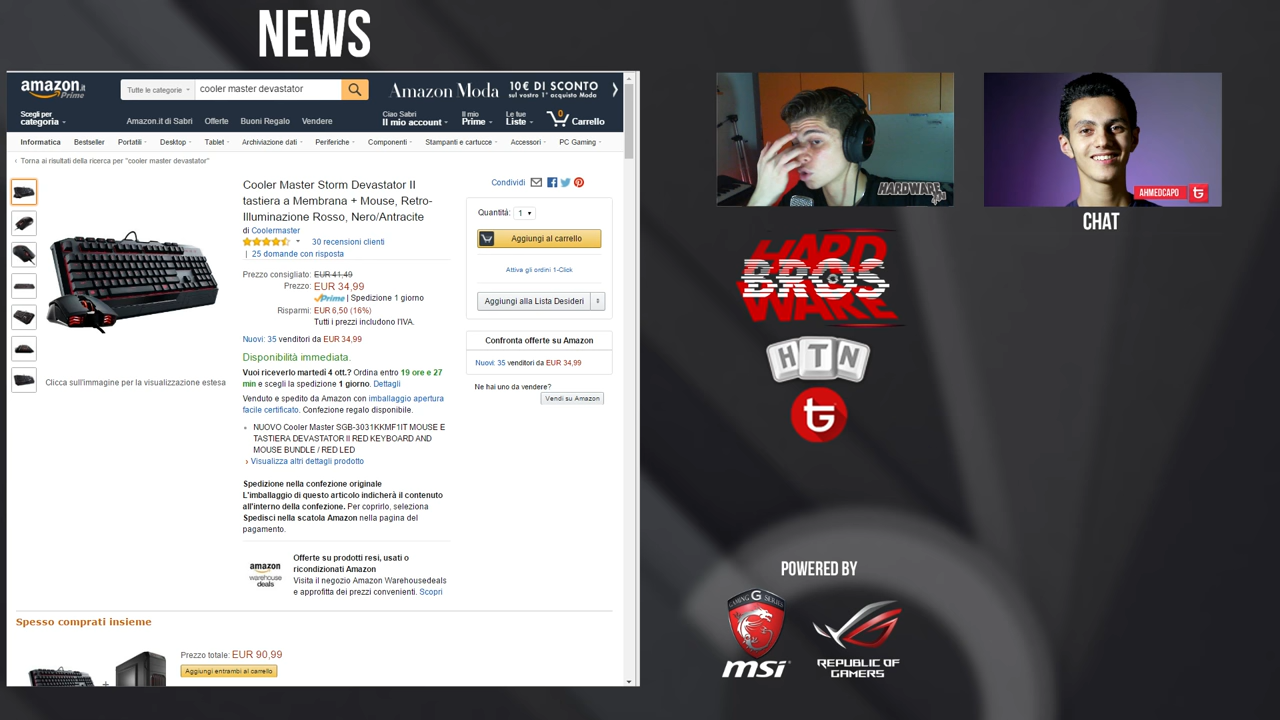 NEWS
amazon.it
Prime
Tutte le categorie
cooler master devastator
Amazon Moda
10€ DI SCONTO
sul vostro 1° acquisto Moda
Scegli per
categoria
Amazon.it di Sabri
Offerte
Buoni Regalo
Vendere
Ciao Sabri
Il mio account
Il mio
Prime
Le tue
Liste
0
Carrello
Informatica
Bestseller
Portatili
Desktop
Tablet
Archiviazione dati
Periferiche
Componenti
Stampanti e cartucce
Accessori
PC Gaming
‹ Torna ai risultati della ricerca per "cooler master devastator"
Clicca sull'immagine per la visualizzazione estesa
Cooler Master Storm Devastator II
tastiera a Membrana + Mouse, Retro-
Illuminazione Rosso, Nero/Antracite
di Coolermaster
30 recensioni clienti
| 25 domande con risposta
Prezzo consigliato: EUR 41,49
Prezzo: EUR 34,99
Prime | Spedizione 1 giorno
Risparmi: EUR 6,50 (16%)
Tutti i prezzi includono l'IVA.
Nuovi: 35 venditori da EUR 34,99
Disponibilità immediata.
Vuoi riceverlo martedì 4 ott.? Ordina entro 19 ore e 27
min e scegli la spedizione 1 giorno. Dettagli
Venduto e spedito da Amazon con imballaggio apertura
facile certificato. Confezione regalo disponibile.
NUOVO Cooler Master SGB-3031KKMF1IT MOUSE E
TASTIERA DEVASTATOR II RED KEYBOARD AND
MOUSE BUNDLE / RED LED
› Visualizza altri dettagli prodotto
Spedizione nella confezione originale
L'imballaggio di questo articolo indicherà il contenuto
all'interno della confezione. Per coprirlo, seleziona
Spedisci nella scatola Amazon nella pagina del
pagamento.
amazon
warehouse
deals
Offerte su prodotti resi, usati o
ricondizionati Amazon
Visita il negozio Amazon Warehousedeals
e approfitta dei prezzi convenienti. Scopri
Condividi
Quantità: 1
Aggiungi al carrello
Attiva gli ordini 1-Click
Aggiungi alla Lista Desideri
Confronta offerte su Amazon
Nuovi: 35 venditori da EUR 34,99
Ne hai uno da vendere?
Vendi su Amazon
Spesso comprati insieme
Prezzo totale: EUR 90,99
Aggiungi entrambi al carrello
+
HARDWARE
AHMEDCAPO
tG
CHAT
HARD
BROS
WARE
HTN
tG
POWERED BY
GAMING G SERIES
msi
REPUBLIC OF
GAMERS